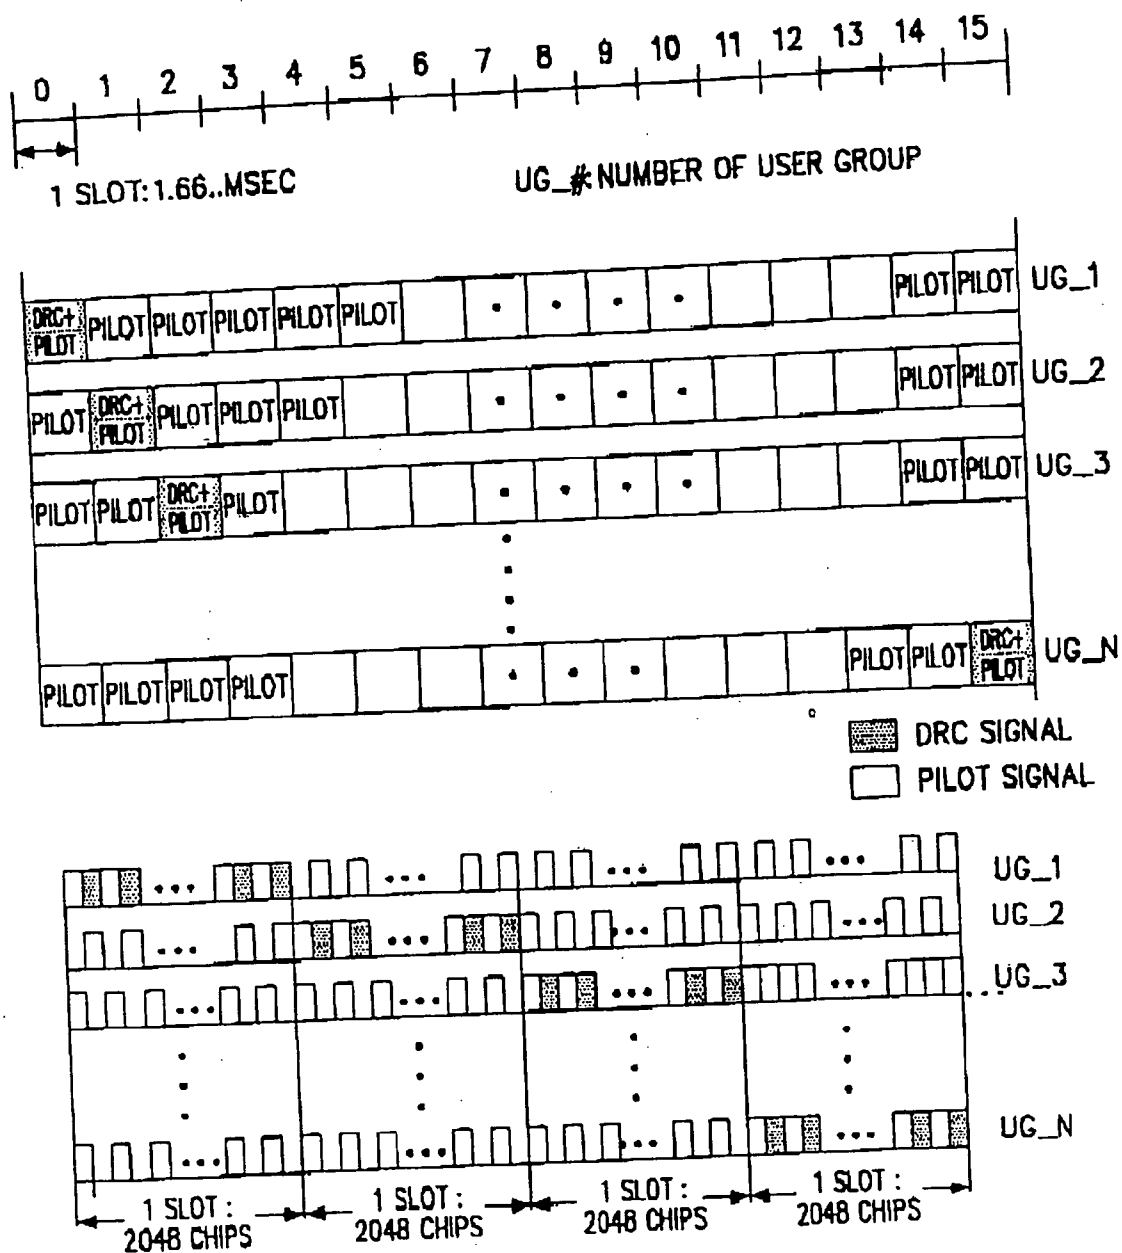 0 1 2 3 4 5 6 7 8 9 10 11 12 13 14 15
1 SLOT: 1.66..MSEC
UG_#: NUMBER OF USER GROUP
DRC+ PILOT PILOT PILOT PILOT PILOT PILOT PILOT PILOT UG_1
PILOT DRC+ PILOT PILOT PILOT PILOT PILOT PILOT UG_2
PILOT PILOT DRC+ PILOT PILOT PILOT PILOT UG_3
PILOT PILOT PILOT PILOT PILOT PILOT DRC+ PILOT UG_N
DRC SIGNAL
PILOT SIGNAL
UG_1
UG_2
UG_3
UG_N
1 SLOT : 1 SLOT : 1 SLOT : 1 SLOT :
2048 CHIPS 2048 CHIPS 2048 CHIPS 2048 CHIPS